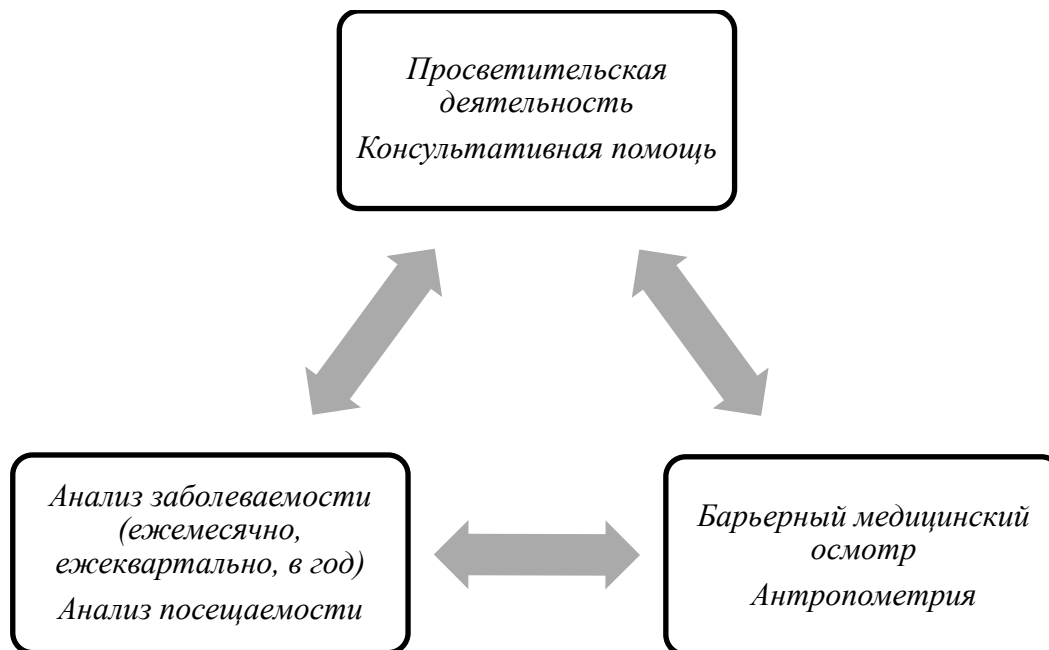 Просветительская
деятельность
Консультативная помощь
Анализ заболеваемости
(ежемесячно,
ежеквартально, в год)
Анализ посещаемости
Барьерный медицинский
осмотр
Антропометрия